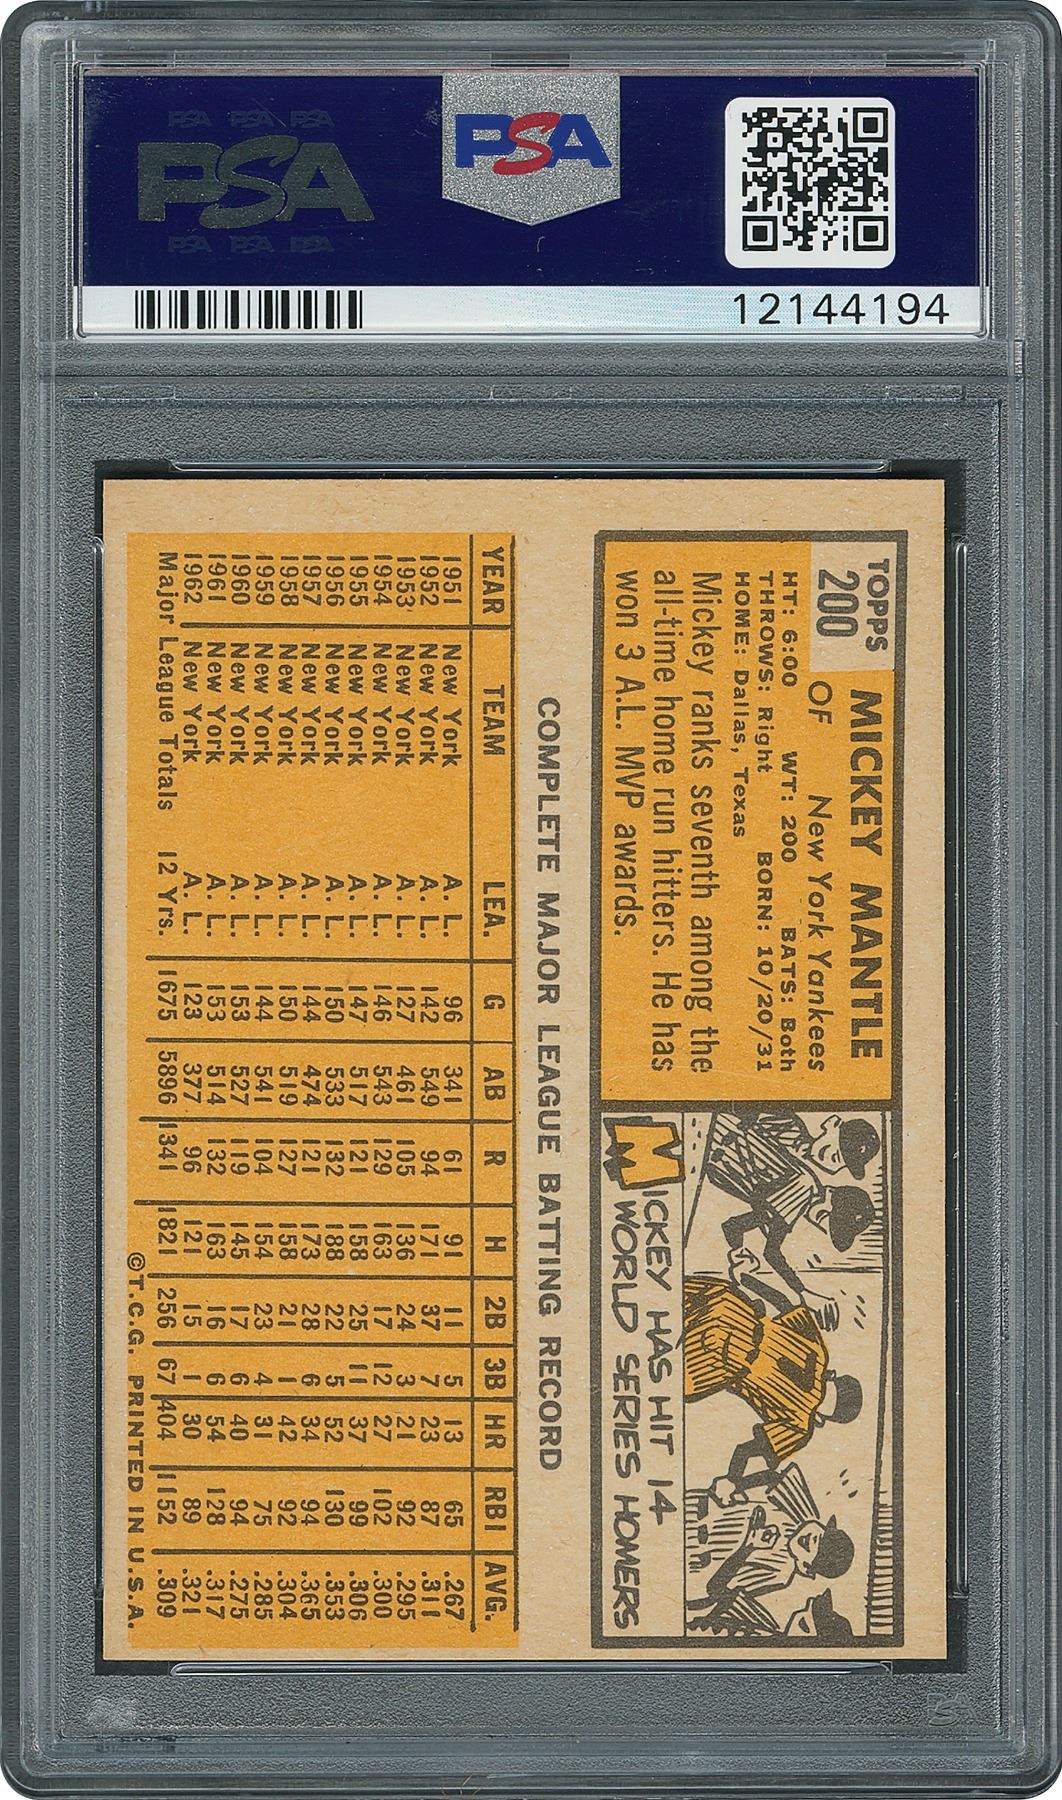 PSA PSA PSA
PSA
PSA PSA PSA
PSA
12144194
TOPPS
200
MICKEY MANTLE
OF New York Yankees
HT: 6:00 WT: 200 BATS: Both
THROWS: Right BORN: 10/20/31
HOME: Dallas, Texas
Mickey ranks seventh among the
all-time home run hitters. He has
won 3 A.L. MVP awards.
7
MICKEY HAS HIT 14
WORLD SERIES HOMERS
COMPLETE MAJOR LEAGUE BATTING RECORD
YEAR TEAM LEA. G AB R H 2B 3B HR RBI AVG.
1951 New York A. L. 96 341 61 91 11 5 13 65 .267
1952 New York A. L. 142 549 94 171 37 7 23 87 .311
1953 New York A. L. 127 461 105 136 24 3 21 92 .295
1954 New York A. L. 146 543 129 163 17 12 27 102 .300
1955 New York A. L. 147 517 121 158 25 11 37 99 .306
1956 New York A. L. 150 533 132 188 22 5 52 130 .353
1957 New York A. L. 144 474 121 173 28 6 34 94 .365
1958 New York A. L. 150 519 127 158 21 1 42 92 .304
1959 New York A. L. 144 541 104 154 23 4 31 75 .285
1960 New York A. L. 153 527 119 145 17 6 40 94 .275
1961 New York A. L. 153 514 132 163 16 6 54 128 .317
1962 New York A. L. 123 377 96 121 15 1 30 89 .321
Major League Totals 12 Yrs. 1675 5896 1341 1821 256 67 404 1152 .309
©T.C.G. PRINTED IN U.S.A.
PSA